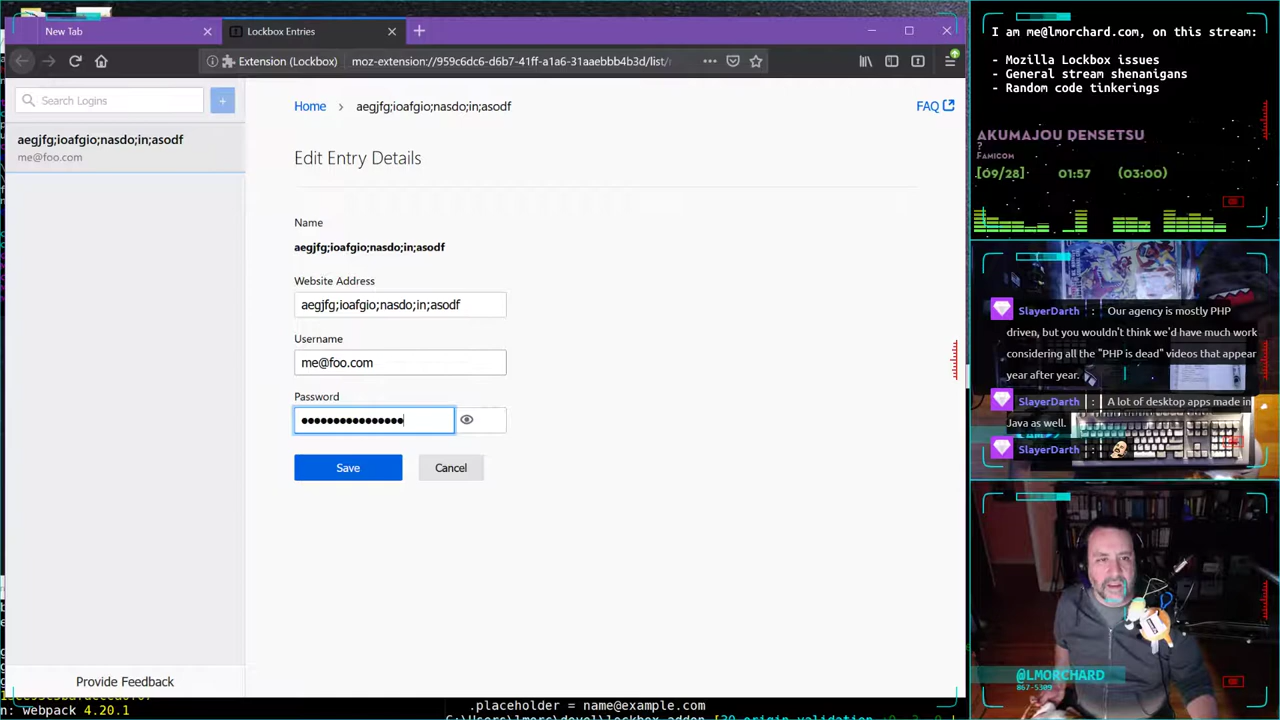 New Tab
Lockbox Entries
Extension (Lockbox)
moz-extension://959c6dc6-d6b7-41ff-a1a6-31aaebbb4b3d/list/
Search Logins
+
aegjfg;ioafgio;nasdo;in;asodf
me@foo.com
Home
aegjfg;ioafgio;nasdo;in;asodf
FAQ
Edit Entry Details
Name
aegjfg;ioafgio;nasdo;in;asodf
Website Address
aegjfg;ioafgio;nasdo;in;asodf
Username
me@foo.com
Password
••••••••••••••••
Save
Cancel
Provide Feedback
n: webpack 4.20.1
.placeholder = name@example.com
I am me@lmorchard.com, on this stream:
- Mozilla Lockbox issues
- General stream shenanigans
- Random code tinkerings
AKUMAJOU DENSETSU
?
FAMICOM
[09/28] 01:57 (03:00)
SlayerDarth : Our agency is mostly PHP
driven, but you wouldn't think we'd have much work
considering all the "PHP is dead" videos that appear
year after year.
SlayerDarth : A lot of desktop apps made in
Java as well.
SlayerDarth :
@LMORCHARD
867-5309